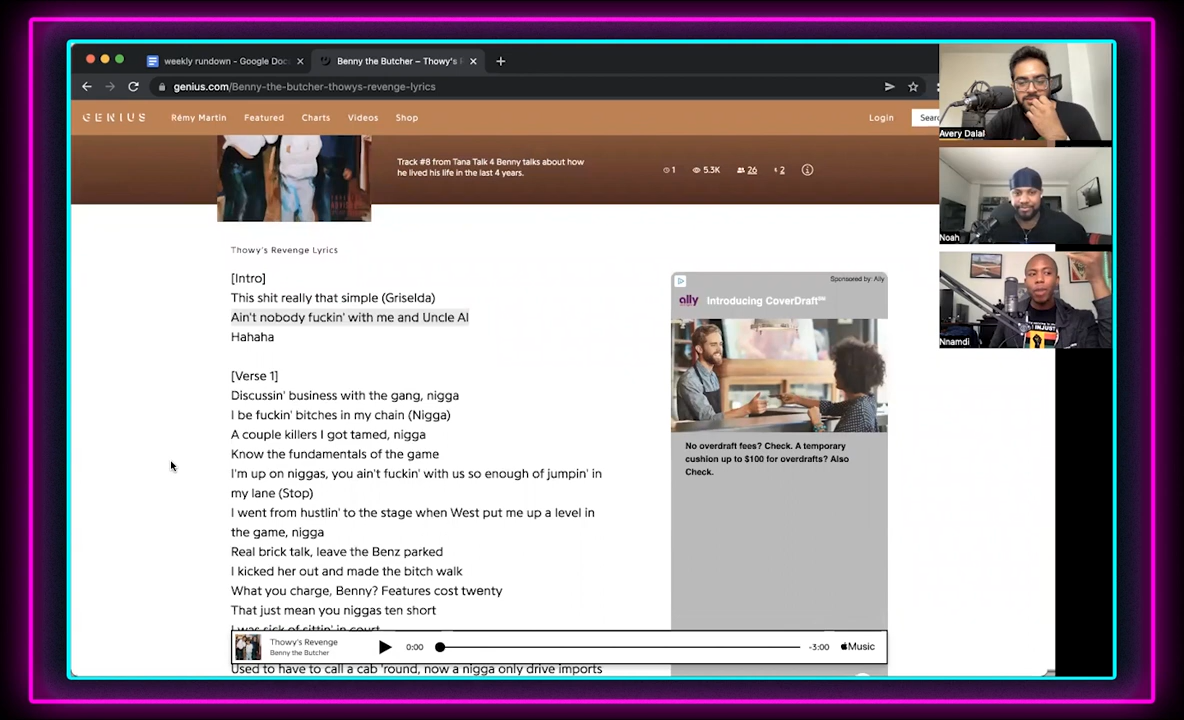 weekly rundown - Google Doc
Benny the Butcher – Thowy's
genius.com/Benny-the-butcher-thowys-revenge-lyrics
GENIUS
Rémy Martin
Featured
Charts
Videos
Shop
Login
Sear
Track #8 from Tana Talk 4 Benny talks about how
he lived his life in the last 4 years.
1
5.3K
26
2
Thowy's Revenge Lyrics
[Intro]
This shit really that simple (Griselda)
Ain't nobody fuckin' with me and Uncle Al
Hahaha
[Verse 1]
Discussin' business with the gang, nigga
I be fuckin' bitches in my chain (Nigga)
A couple killers I got tamed, nigga
Know the fundamentals of the game
I'm up on niggas, you ain't fuckin' with us so enough of jumpin' in
my lane (Stop)
I went from hustlin' to the stage when West put me up a level in
the game, nigga
Real brick talk, leave the Benz parked
I kicked her out and made the bitch walk
What you charge, Benny? Features cost twenty
That just mean you niggas ten short
I was sick of sittin' in court
Used to have to call a cab 'round, now a nigga only drive imports
Thowy's Revenge
Benny the Butcher
0:00
-3:00
Music
Sponsored by: Ally
ally
Introducing CoverDraft℠
No overdraft fees? Check. A temporary
cushion up to $100 for overdrafts? Also
Check.
Avery Dalal
Noah
Nnamdi